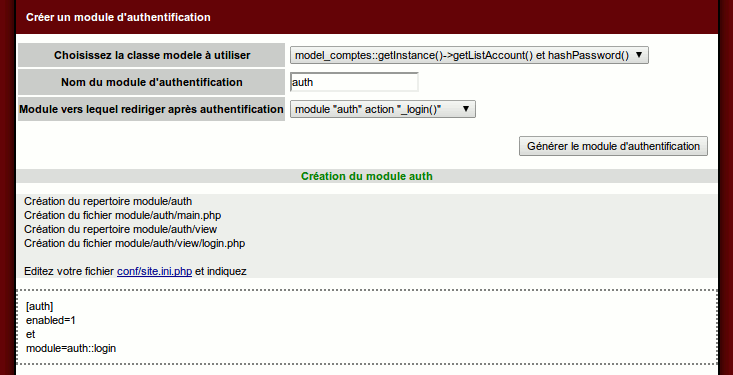 Créer un module d'authentification
Choisissez la classe modele à utiliser
model_comptes::getInstance()->getListAccount() et hashPassword()
Nom du module d'authentification
auth
Module vers lequel rediriger après authentification
module "auth" action "_login()"
Générer le module d'authentification
Création du module auth
Création du repertoire module/auth
Création du fichier module/auth/main.php
Création du repertoire module/auth/view
Création du fichier module/auth/view/login.php
Editez votre fichier conf/site.ini.php et indiquez
[auth]
enabled=1
et
module=auth::login